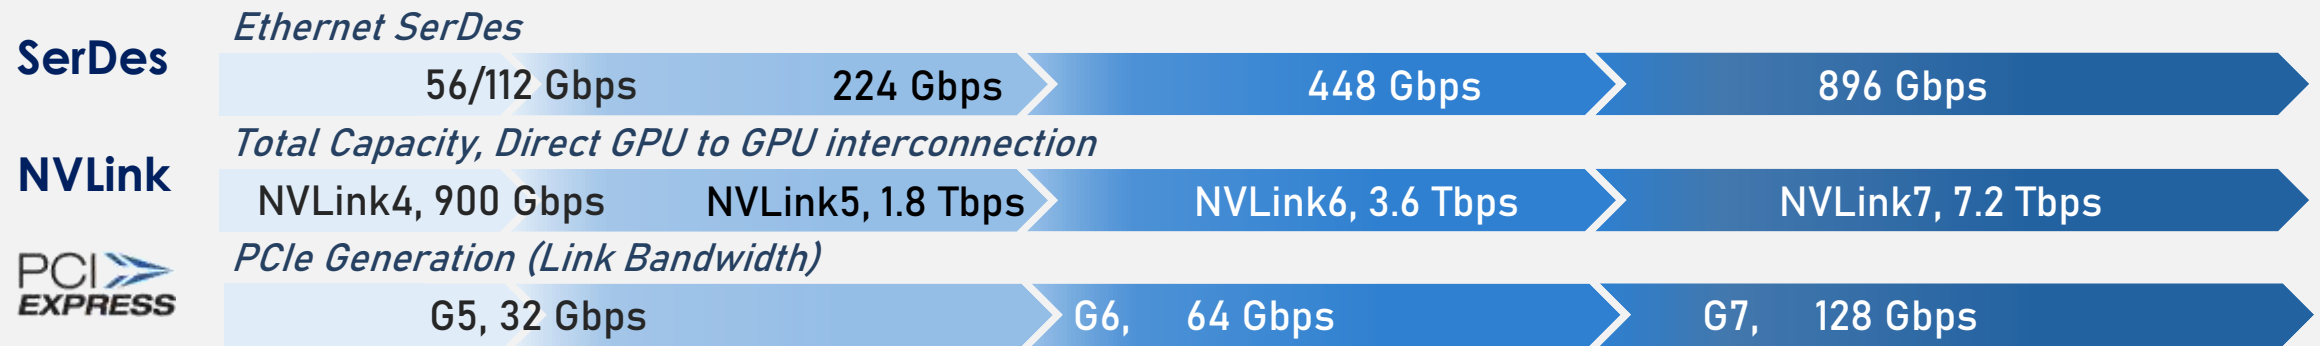 Ethernet SerDes
SerDes
56/112 Gbps 224 Gbps 448 Gbps 896 Gbps
Total Capacity, Direct GPU to GPU interconnection
NVLink
NVLink4, 900 Gbps NVLink5, 1.8 Tbps NVLink6, 3.6 Tbps NVLink7, 7.2 Tbps
PCIe Generation (Link Bandwidth)
PCI
EXPRESS
G5, 32 Gbps G6, 64 Gbps G7, 128 Gbps